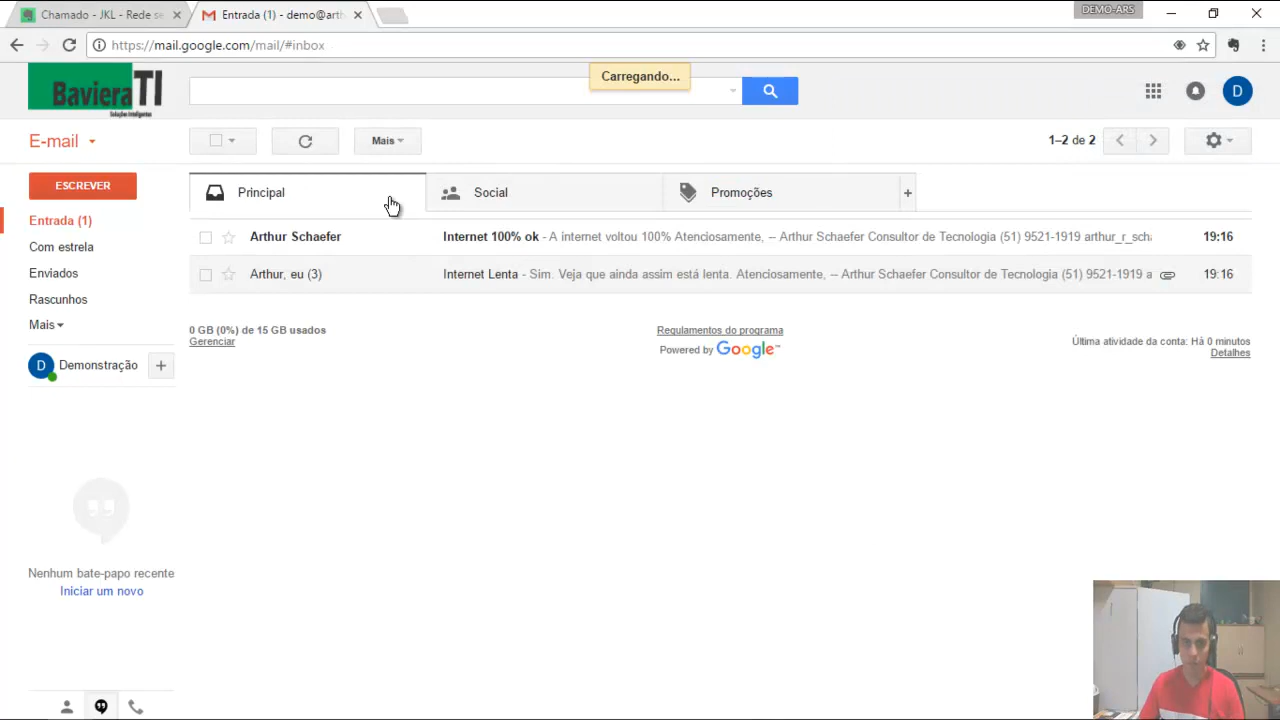 Chamado - JKL - Rede se
Entrada (1) - demo@arth
DEMO-ARS
https://mail.google.com/mail/#inbox
BavieraTI
Soluções Inteligentes
Carregando...
D
E-mail
Mais
1–2 de 2
ESCREVER
Principal
Social
Promoções
+
Entrada (1)
Arthur Schaefer
Internet 100% ok - A internet voltou 100% Atenciosamente, -- Arthur Schaefer Consultor de Tecnologia (51) 9521-1919 arthur_r_scha
19:16
Com estrela
Arthur, eu (3)
Internet Lenta - Sim. Veja que ainda assim está lenta. Atenciosamente, -- Arthur Schaefer Consultor de Tecnologia (51) 9521-1919 a
19:16
Enviados
Rascunhos
Mais
0 GB (0%) de 15 GB usados
Gerenciar
Regulamentos do programa
Powered by Google™
Última atividade da conta: Há 0 minutos
Detalhes
D
Demonstração
+
Nenhum bate-papo recente
Iniciar um novo